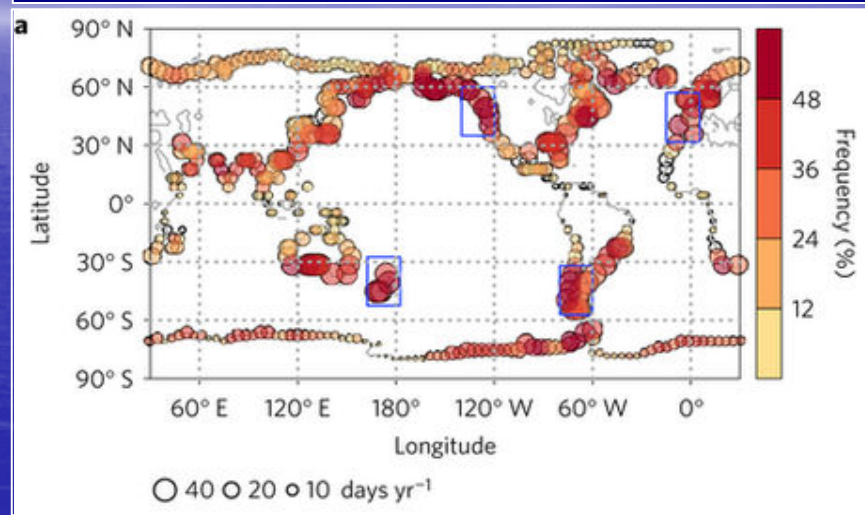 a
90° N
60° N
30° N
0°
30° S
60° S
90° S
Latitude
60° E 120° E 180° 120° W 60° W 0°
Longitude
48
36
24
12
Frequency (%)
40 20 10 days yr⁻¹